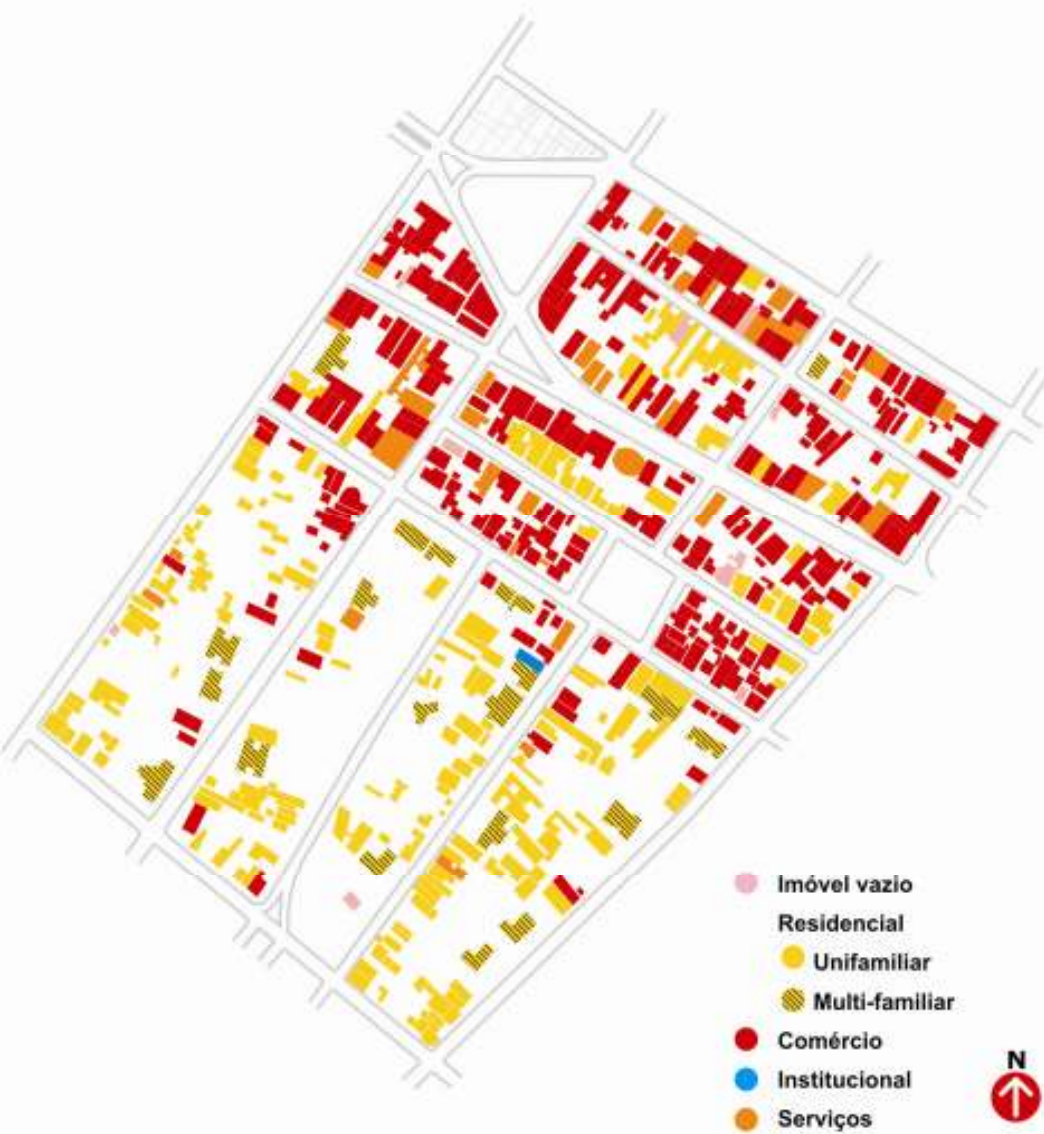 Imóvel vazio
Residencial
Unifamiliar
Multi-familiar
Comércio
Institucional
Serviços
N